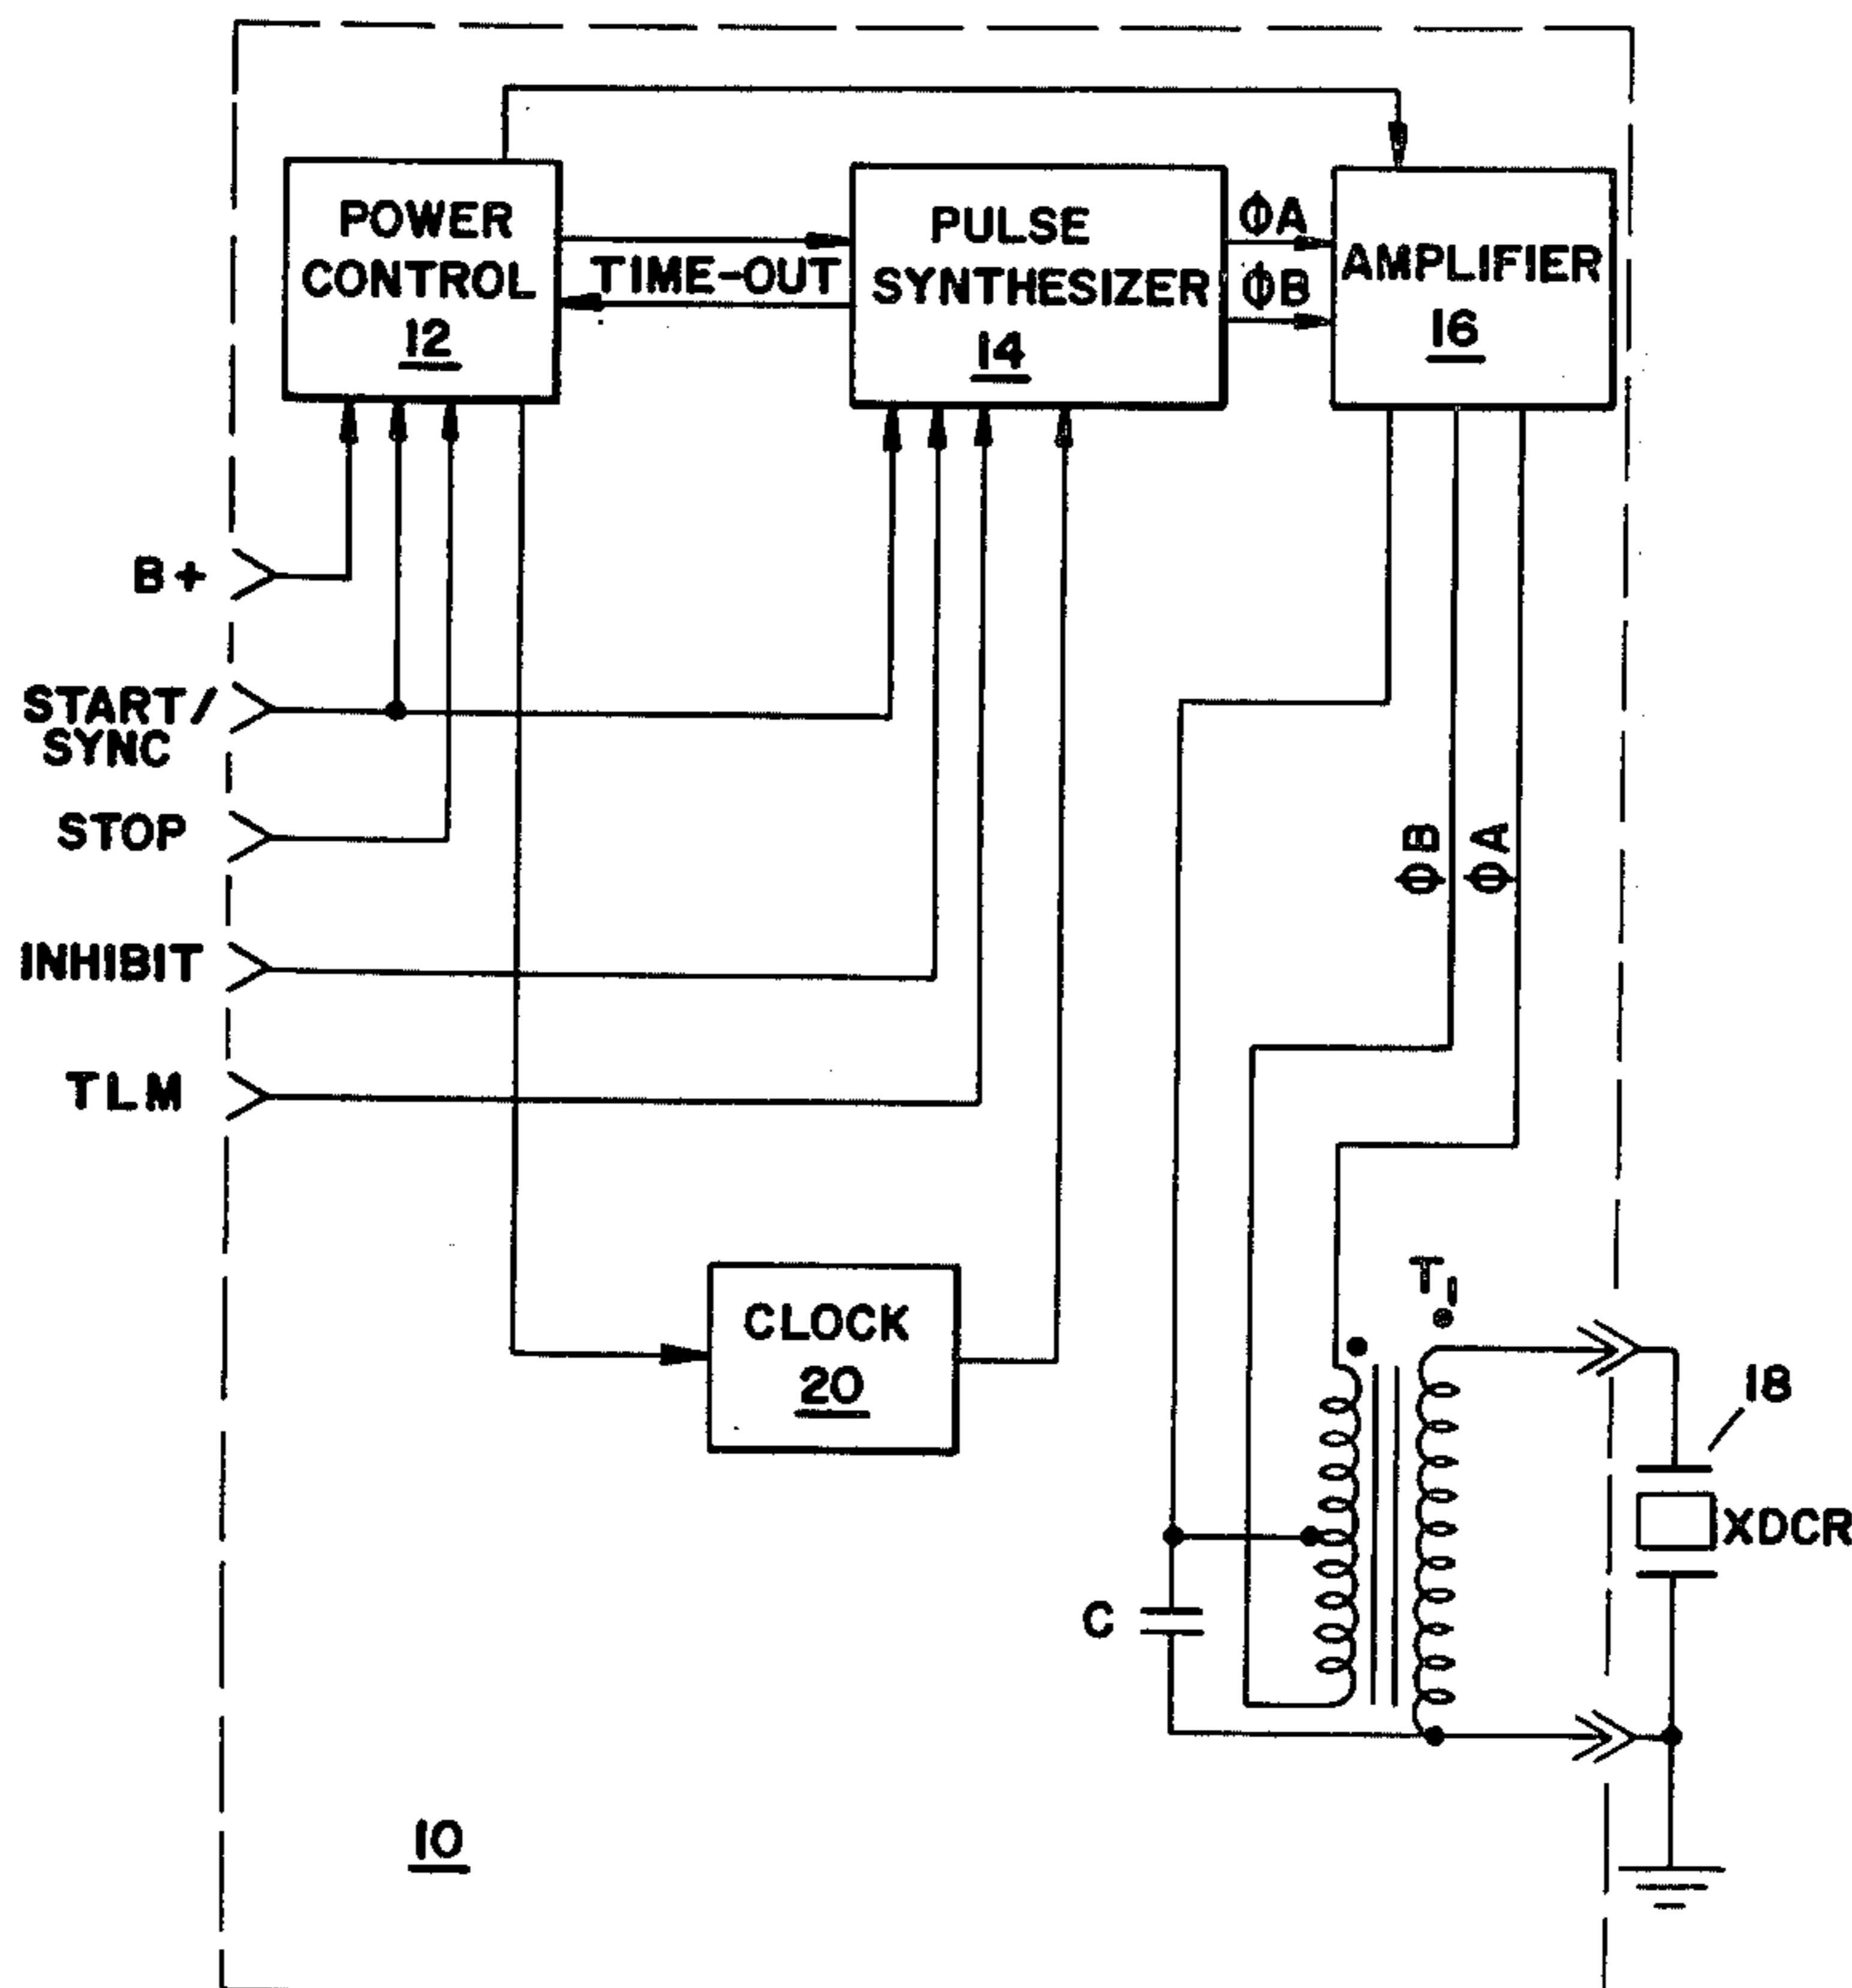 POWER
CONTROL
12
TIME-OUT
PULSE
SYNTHESIZER
14
ΦA
ΦB
AMPLIFIER
16
B+
START/
SYNC
STOP
INHIBIT
TLM
ΦB
ΦA
CLOCK
20
T1
18
XDCR
C
10